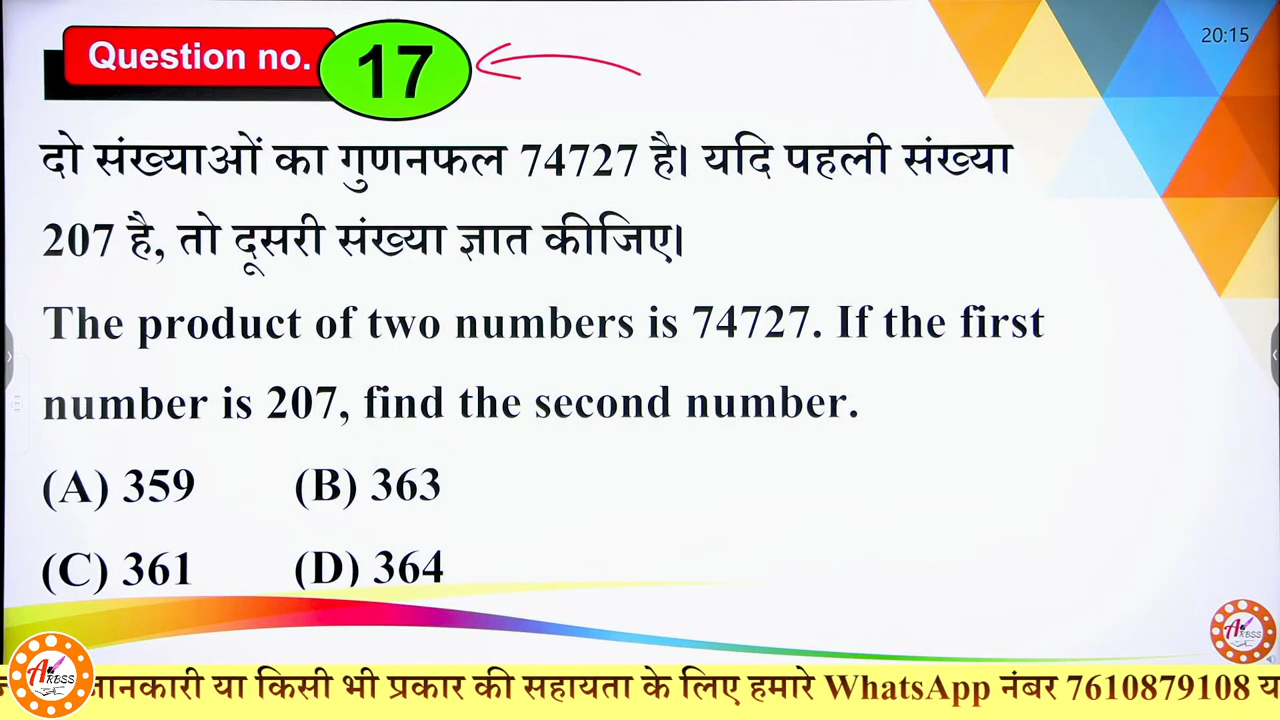 Question no. 17
20:15
दो संख्याओं का गुणनफल 74727 है। यदि पहली संख्या
207 है, तो दूसरी संख्या ज्ञात कीजिए।
The product of two numbers is 74727. If the first
number is 207, find the second number.
(A) 359 (B) 363
(C) 361 (D) 364
जानकारी या किसी भी प्रकार की सहायता के लिए हमारे WhatsApp नंबर 7610879108 य